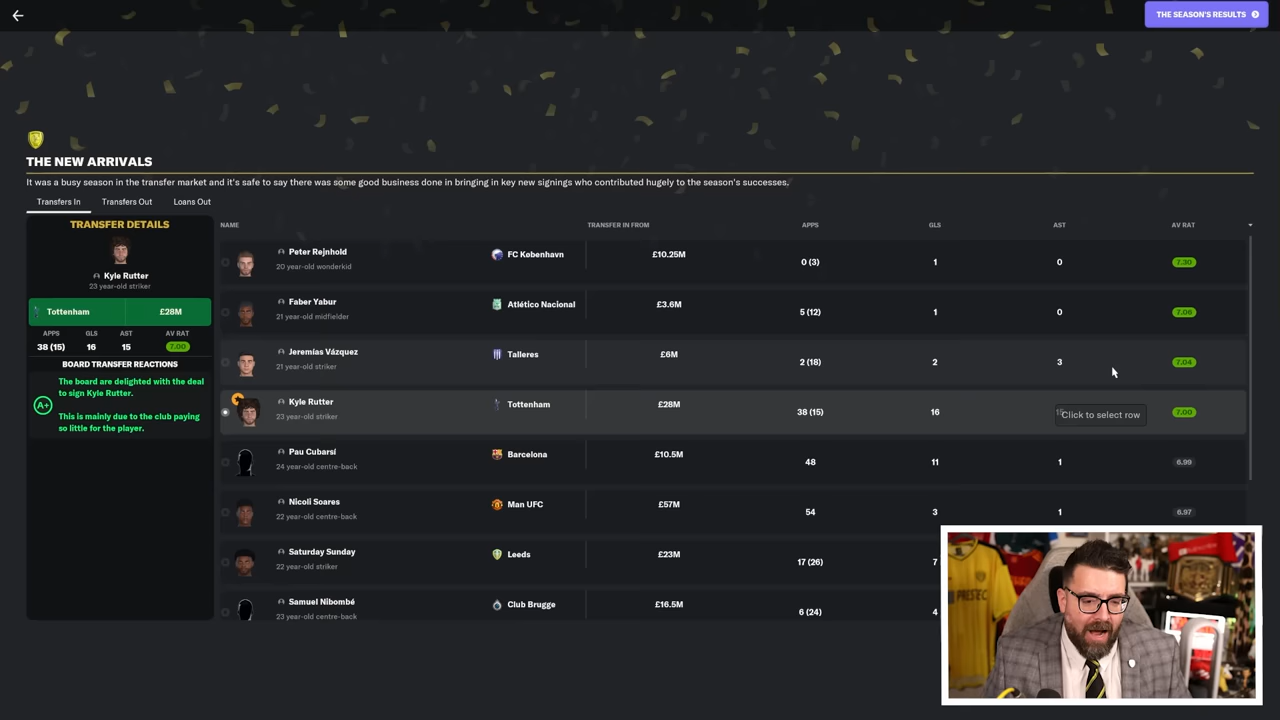 THE SEASON'S RESULTS
THE NEW ARRIVALS
It was a busy season in the transfer market and it's safe to say there was some good business done in bringing in key new signings who contributed hugely to the season's successes.
Transfers In Transfers Out Loans Out
TRANSFER DETAILS
Kyle Rutter
23 year-old striker
Tottenham £28M
APPS GLS AST AV RAT
38 (15) 16 15 7.00
BOARD TRANSFER REACTIONS
A+
The board are delighted with the deal
to sign Kyle Rutter.
This is mainly due to the club paying
so little for the player.
NAME TRANSFER IN FROM APPS GLS AST AV RAT
Peter Rejnhold FC København £10.25M 0 (3) 1 0 7.30
20 year-old wonderkid
Faber Yabur Atlético Nacional £3.6M 5 (12) 1 0 7.06
21 year-old midfielder
Jeremías Vázquez Talleres £6M 2 (18) 2 3 7.04
21 year-old striker
Kyle Rutter Tottenham £28M 38 (15) 16 Click to select row 7.00
23 year-old striker
Pau Cubarsí Barcelona £10.5M 48 11 1 6.99
24 year-old centre-back
Nicoli Soares Man UFC £57M 54 3 1 6.97
22 year-old centre-back
Saturday Sunday Leeds £23M 17 (26) 7
22 year-old striker
Samuel Nibombé Club Brugge £16.5M 6 (24) 4
23 year-old centre-back
PRESTEC